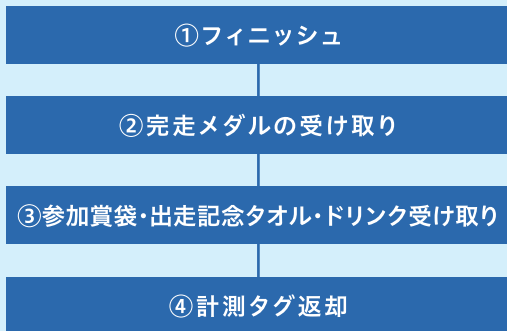 ①フィニッシュ
②完走メダルの受け取り
③参加賞袋・出走記念タオル・ドリンク受け取り
④計測タグ返却